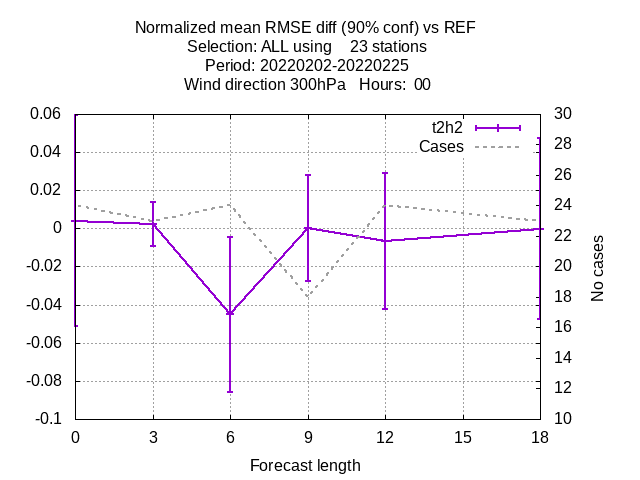 Normalized mean RMSE diff (90% conf) vs REF
Selection: ALL using    23 stations
Period: 20220202-20220225
Wind direction 300hPa   Hours:  00
t2h2
Cases
0.06
0.04
0.02
0
-0.02
-0.04
-0.06
-0.08
-0.1
30
28
26
24
22
20
18
16
14
12
10
No cases
0 3 6 9 12 15 18
Forecast length